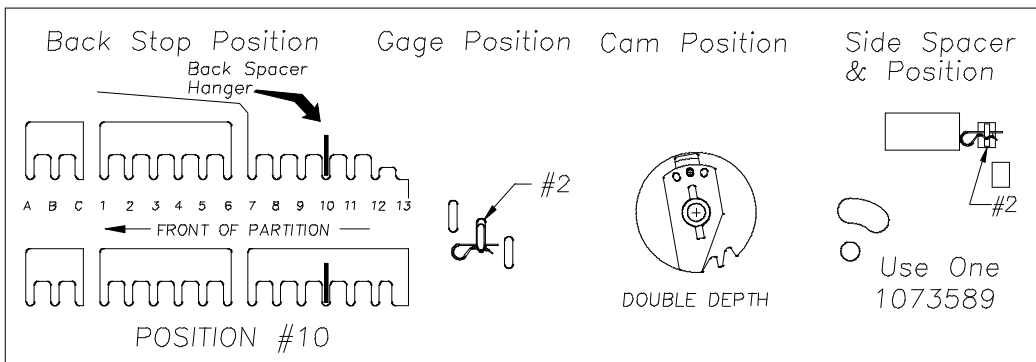 Back Stop Position
Gage Position
Cam Position
Side Spacer
& Position
Back Spacer
Hanger
A B C 1 2 3 4 5 6 7 8 9 10 11 12 13
FRONT OF PARTITION
POSITION #10
#2
DOUBLE DEPTH
#2
Use One
1073589